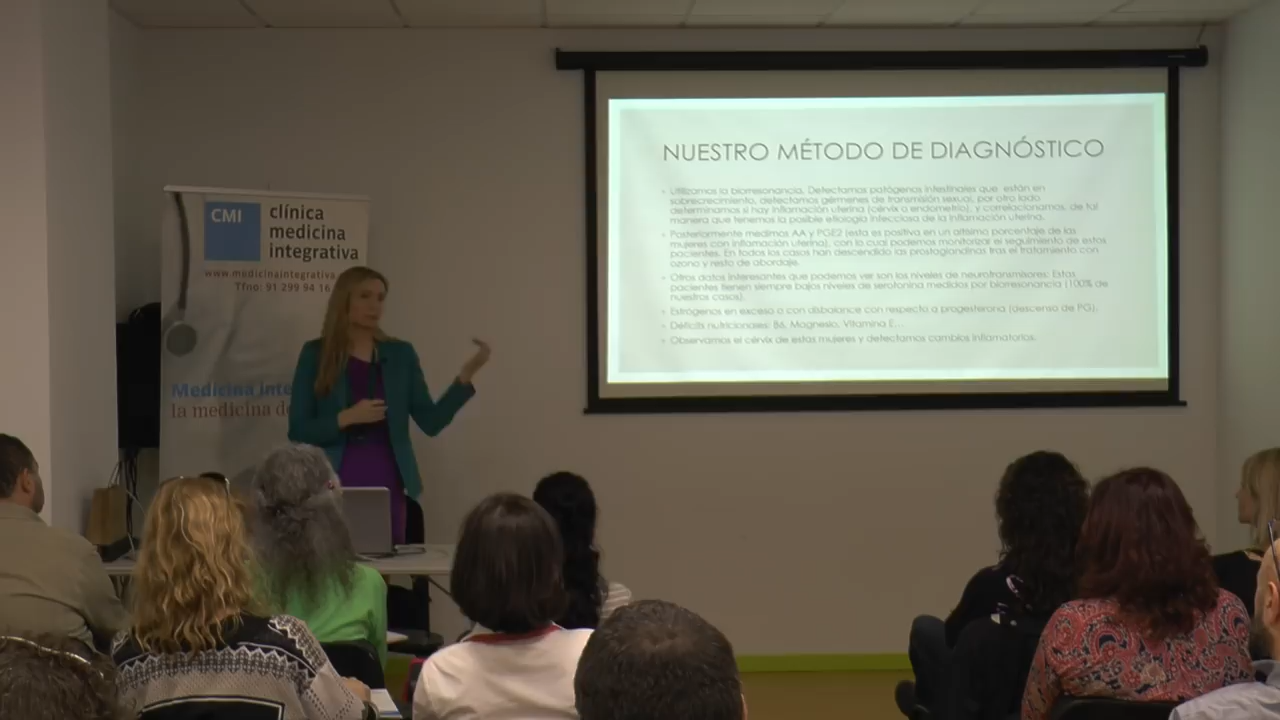 CMI
clínica
medicina
integrativa
www.medicinaintegrativa
Tfno: 91 299 94 16
Medicina inte
la medicina de
NUESTRO MÉTODO DE DIAGNÓSTICO
Utilizamos la biorresonancia. Detectamos patógenos intestinales que están en
sobrecrecimiento, detectamos gérmenes de transmisión sexual, por otro lado
determinamos si hay inflamación uterina (cérvix o endometrio), y correlacionamos, de tal
manera que tenemos la posible etiología infecciosa de la inflamación uterina.
Posteriormente medimos AA y PGE2 (esta es positiva en un altísimo porcentaje de las
mujeres con inflamación uterina), con lo cual podemos monitorizar el seguimiento de estas
pacientes. En todos los casos han descendido las prostaglandinas tras el tratamiento con
ozono y resto de abordaje.
Otros datos interesantes que podemos ver son los niveles de neurotransmisores: Estas
pacientes tienen siempre bajos niveles de serotonina medidos por biorresonancia (100% de
nuestros casos).
Estrógenos en exceso o con disbalance con respecto a progesterona (descenso de PG).
Déficits nutricionales: B6, Magnesio, Vitamina E...
Observamos el cérvix de estas mujeres y detectamos cambios inflamatorios.